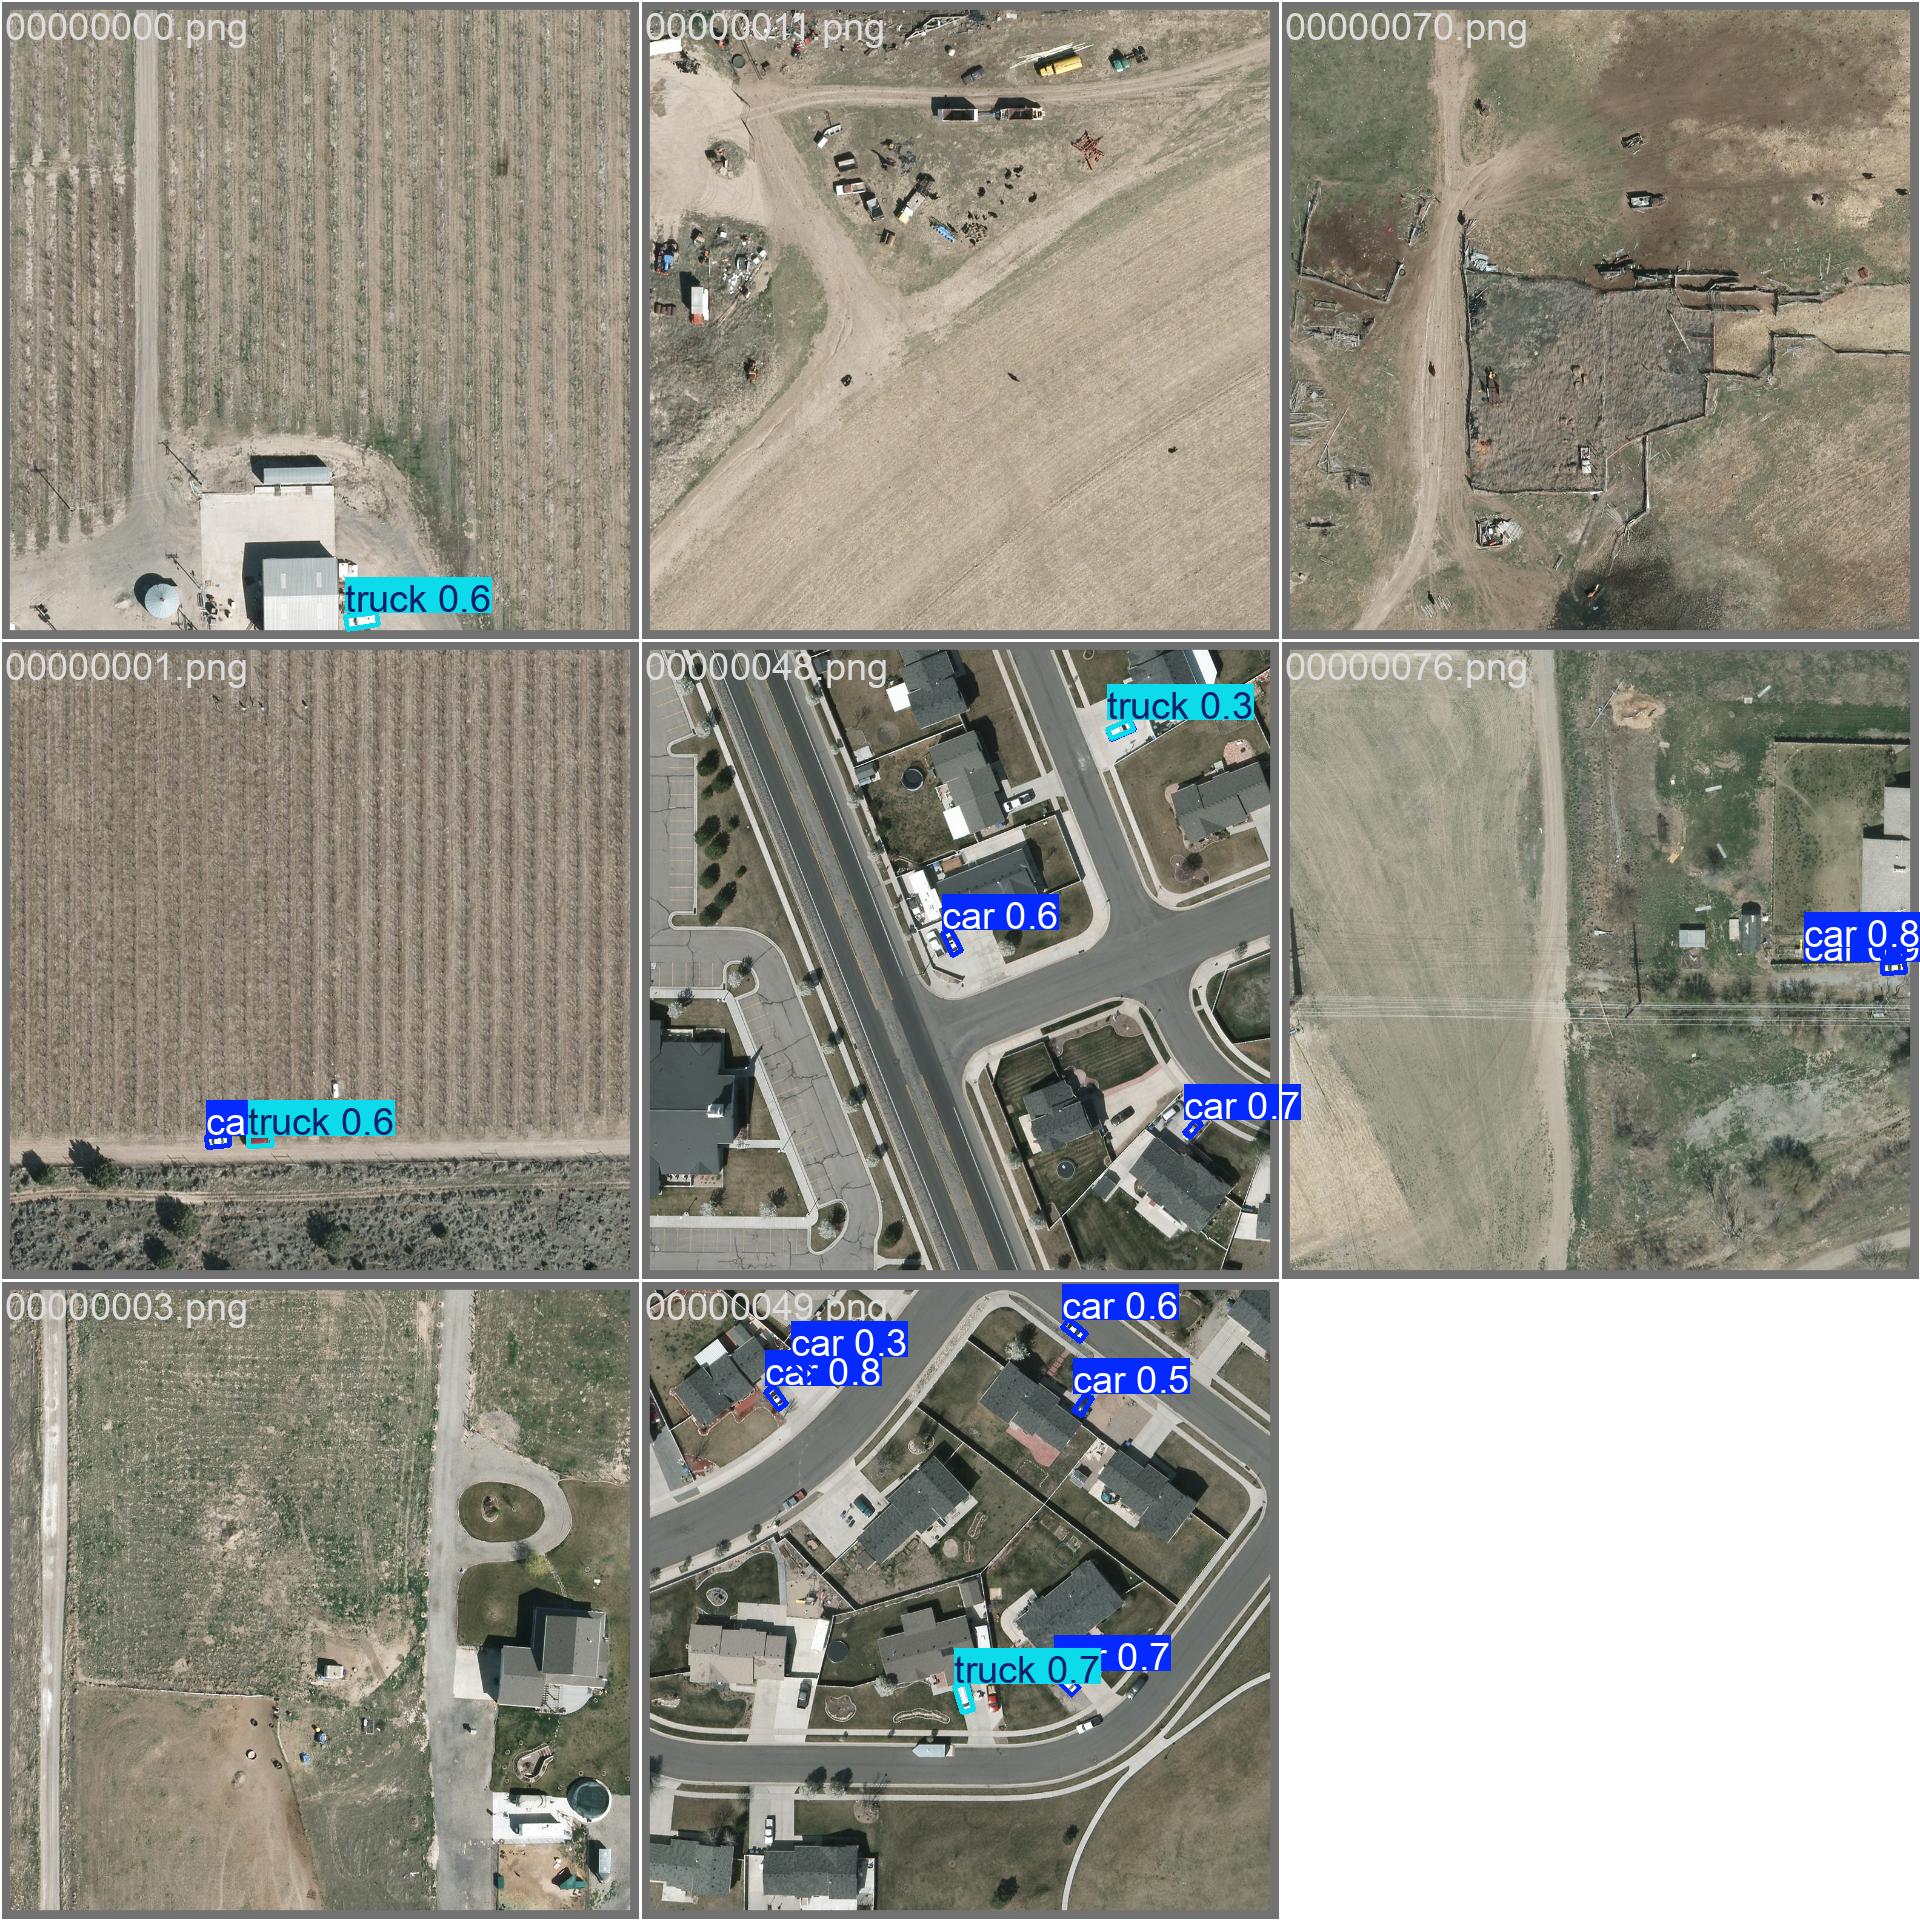 00000000.png
truck 0.6
00000011.png
00000070.png
00000001.png
ca
truck 0.6
00000048.png
truck 0.3
car 0.6
car 0.7
00000076.png
car 0.8
00000003.png
00000049.png
car 0.6
car 0.3
car 0.8
car 0.5
0.7
truck 0.7